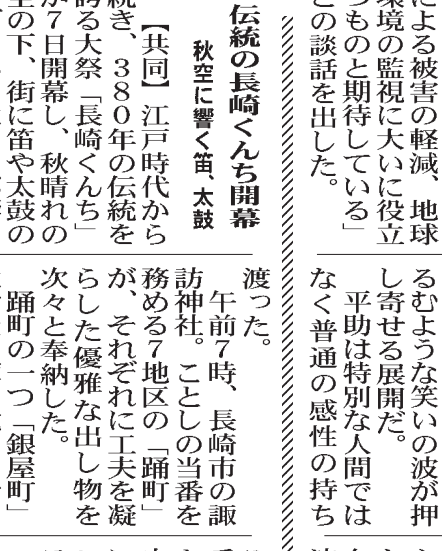 による被害の軽減、地球
環境の監視に大いに役立
つものと期待している」
との談話を出した。
伝統の長崎くんち開幕
秋空に響く笛、太鼓
【共同】江戸時代から
続き、380年の伝統を
誇る大祭「長崎くんち」
が7日開幕し、秋晴れの
空の下、街に笛や太鼓の
るむような笑いの波が押
し寄せる展開だ。
平助は特別な人間では
なく普通の感性の持ち
渡った。
午前7時、長崎市の諏
訪神社。ことしの当番を
務める7地区の「踊町」
が、それぞれに工夫を凝
らした優雅な出し物を
次々と奉納した。
踊町の一つ「銀屋町」